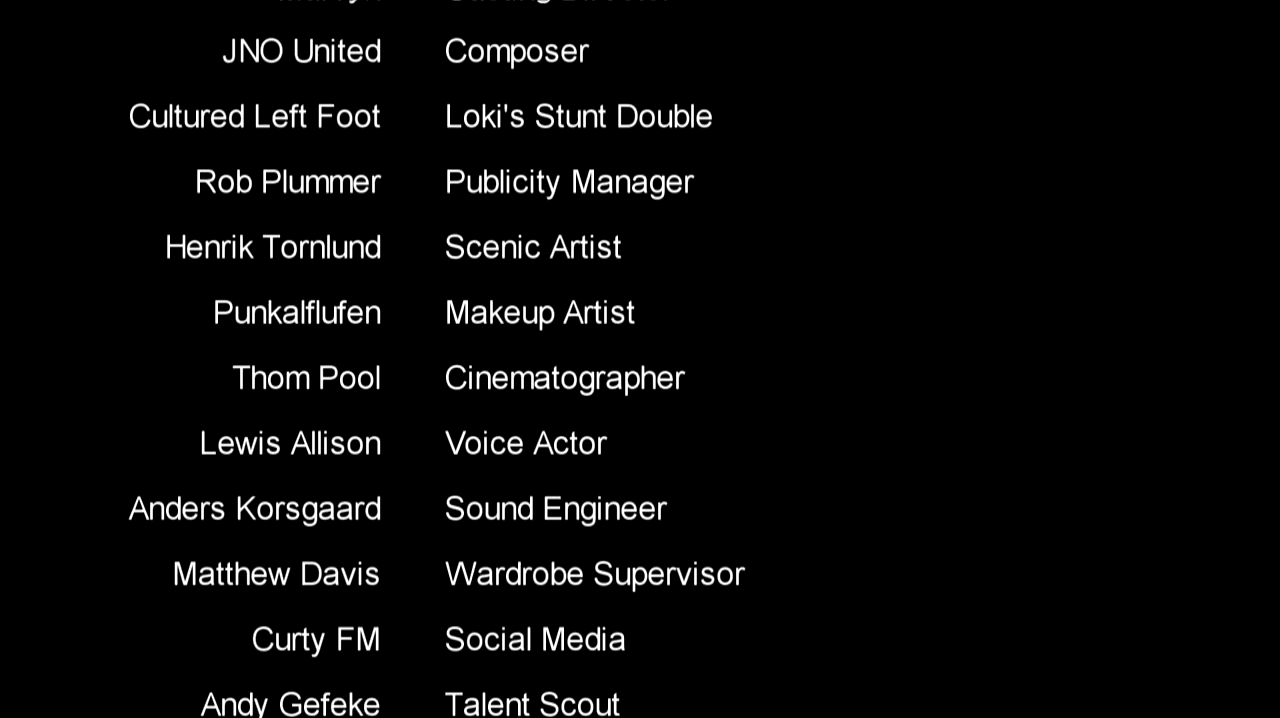 JNO United Composer
Cultured Left Foot Loki's Stunt Double
Rob Plummer Publicity Manager
Henrik Tornlund Scenic Artist
Punkalflufen Makeup Artist
Thom Pool Cinematographer
Lewis Allison Voice Actor
Anders Korsgaard Sound Engineer
Matthew Davis Wardrobe Supervisor
Curty FM Social Media
Andy Gefeke Talent Scout